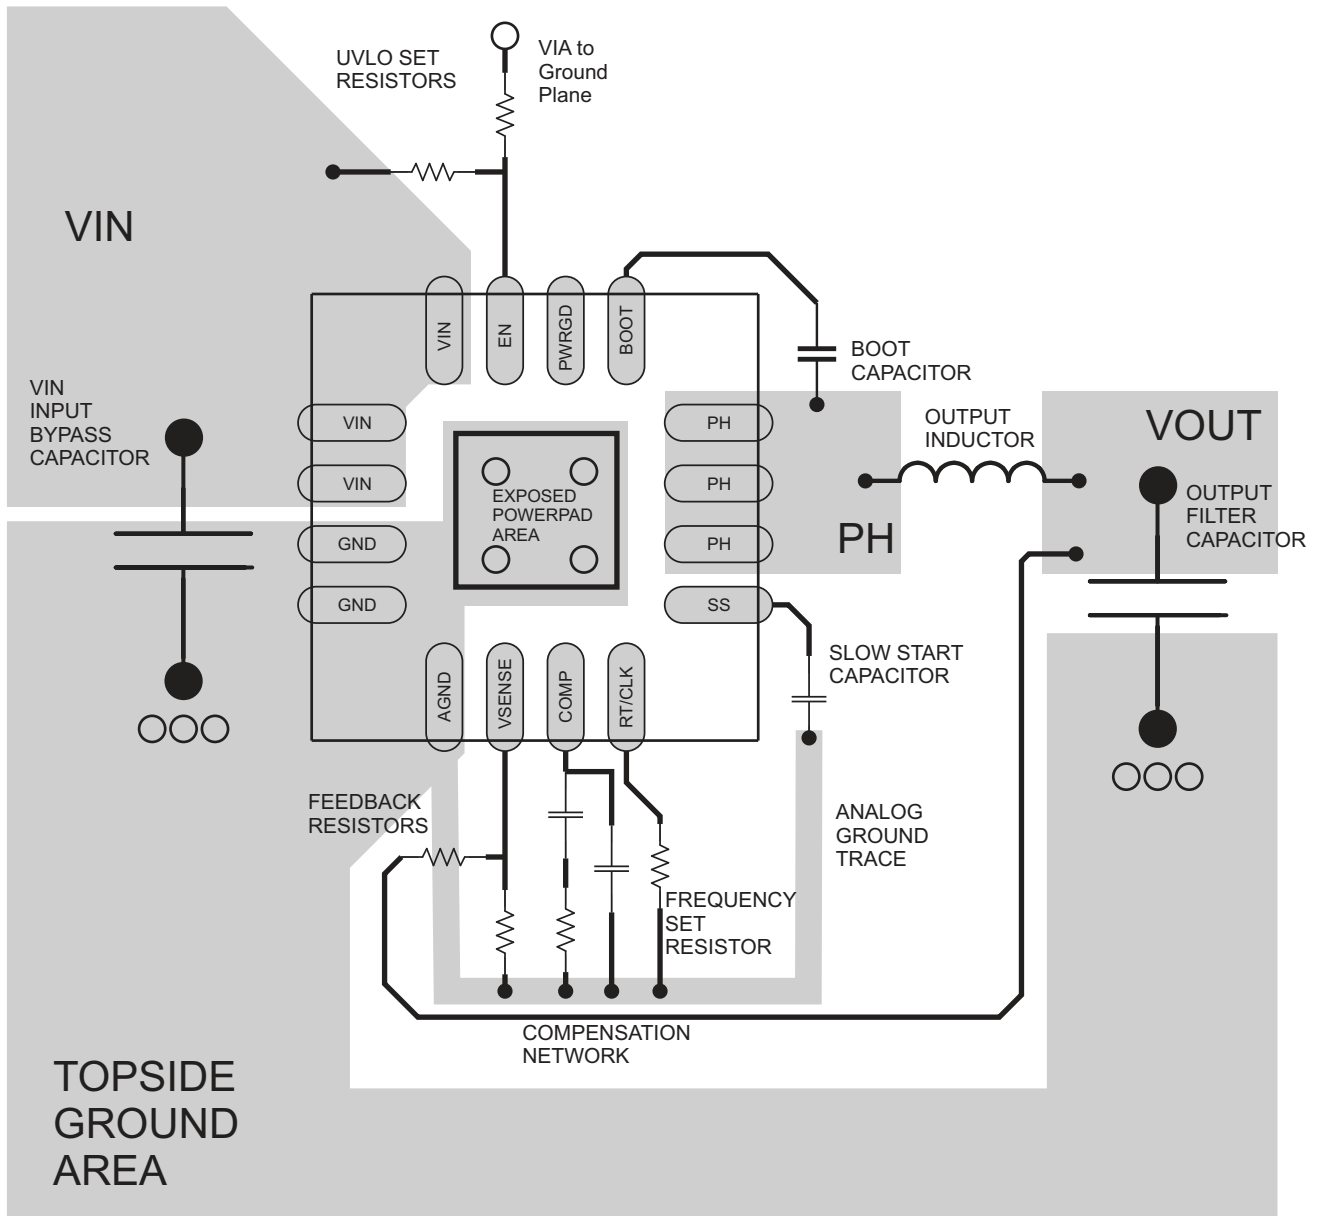 UVLO SET
RESISTORS
VIA to
Ground
Plane
VIN
VIN
EN
PWRGD
BOOT
BOOT
CAPACITOR
VIN
INPUT
BYPASS
CAPACITOR
VIN
VIN
GND
GND
EXPOSED
POWERPAD
AREA
PH
PH
PH
SS
PH
OUTPUT
INDUCTOR
VOUT
OUTPUT
FILTER
CAPACITOR
AGND
VSENSE
COMP
RT/CLK
SLOW START
CAPACITOR
FEEDBACK
RESISTORS
ANALOG
GROUND
TRACE
FREQUENCY
SET
RESISTOR
COMPENSATION
NETWORK
TOPSIDE
GROUND
AREA